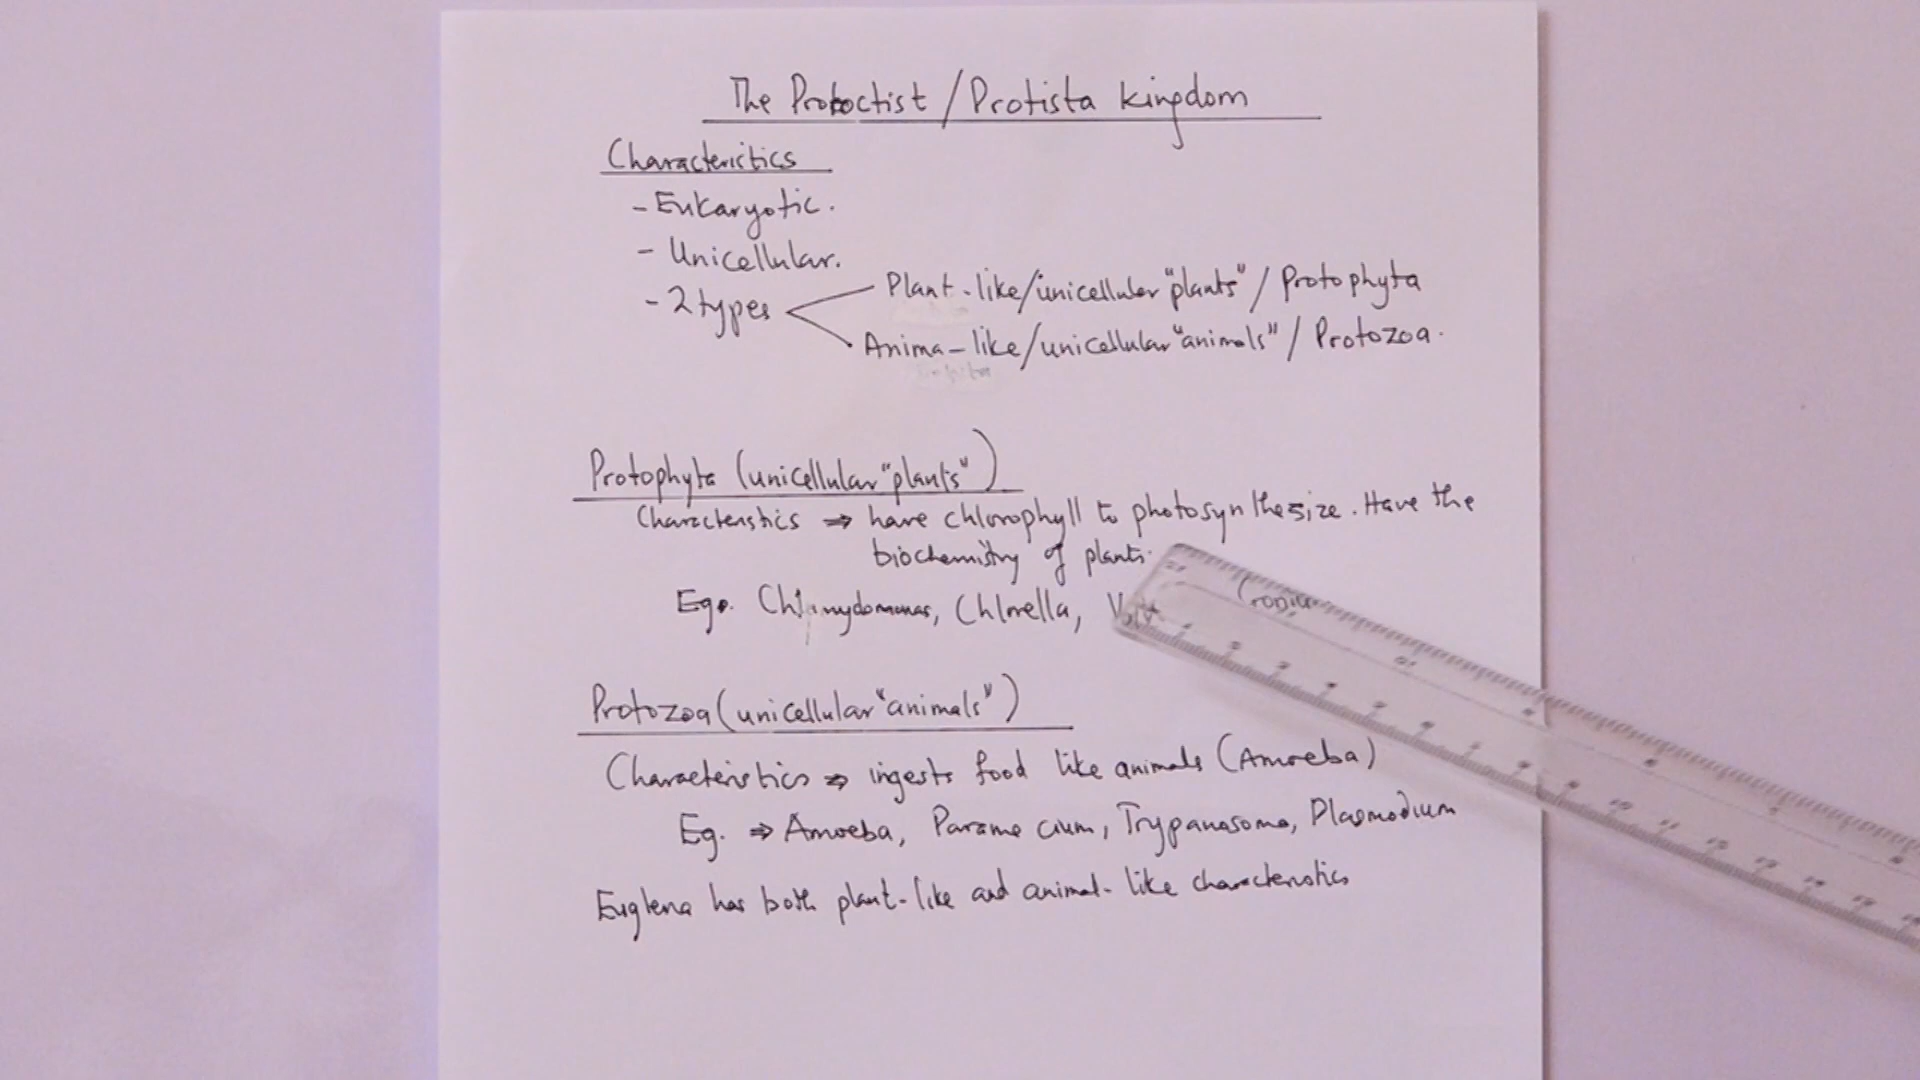 The Protoctist / Protista kingdom
Characteristics
- Eukaryotic.
- Unicellular.
- 2 types
Plant-like/unicellular "plants" / Protophyta
Anima-like/unicellular "animals" / Protozoa.
Protophyta (unicellular "plants")
Characteristics ⇒ have chlorophyll to photosynthesize. Have the
biochemistry of plants.
Eg. Chlamydomonas, Chlorella,
Protozoa (unicellular "animals")
Characteristics ⇒ ingests food like animals (Amoeba)
Eg. ⇒ Amoeba, Paramecium, Trypanosoma, Plasmodium
Euglena has both plant-like and animal-like characteristics